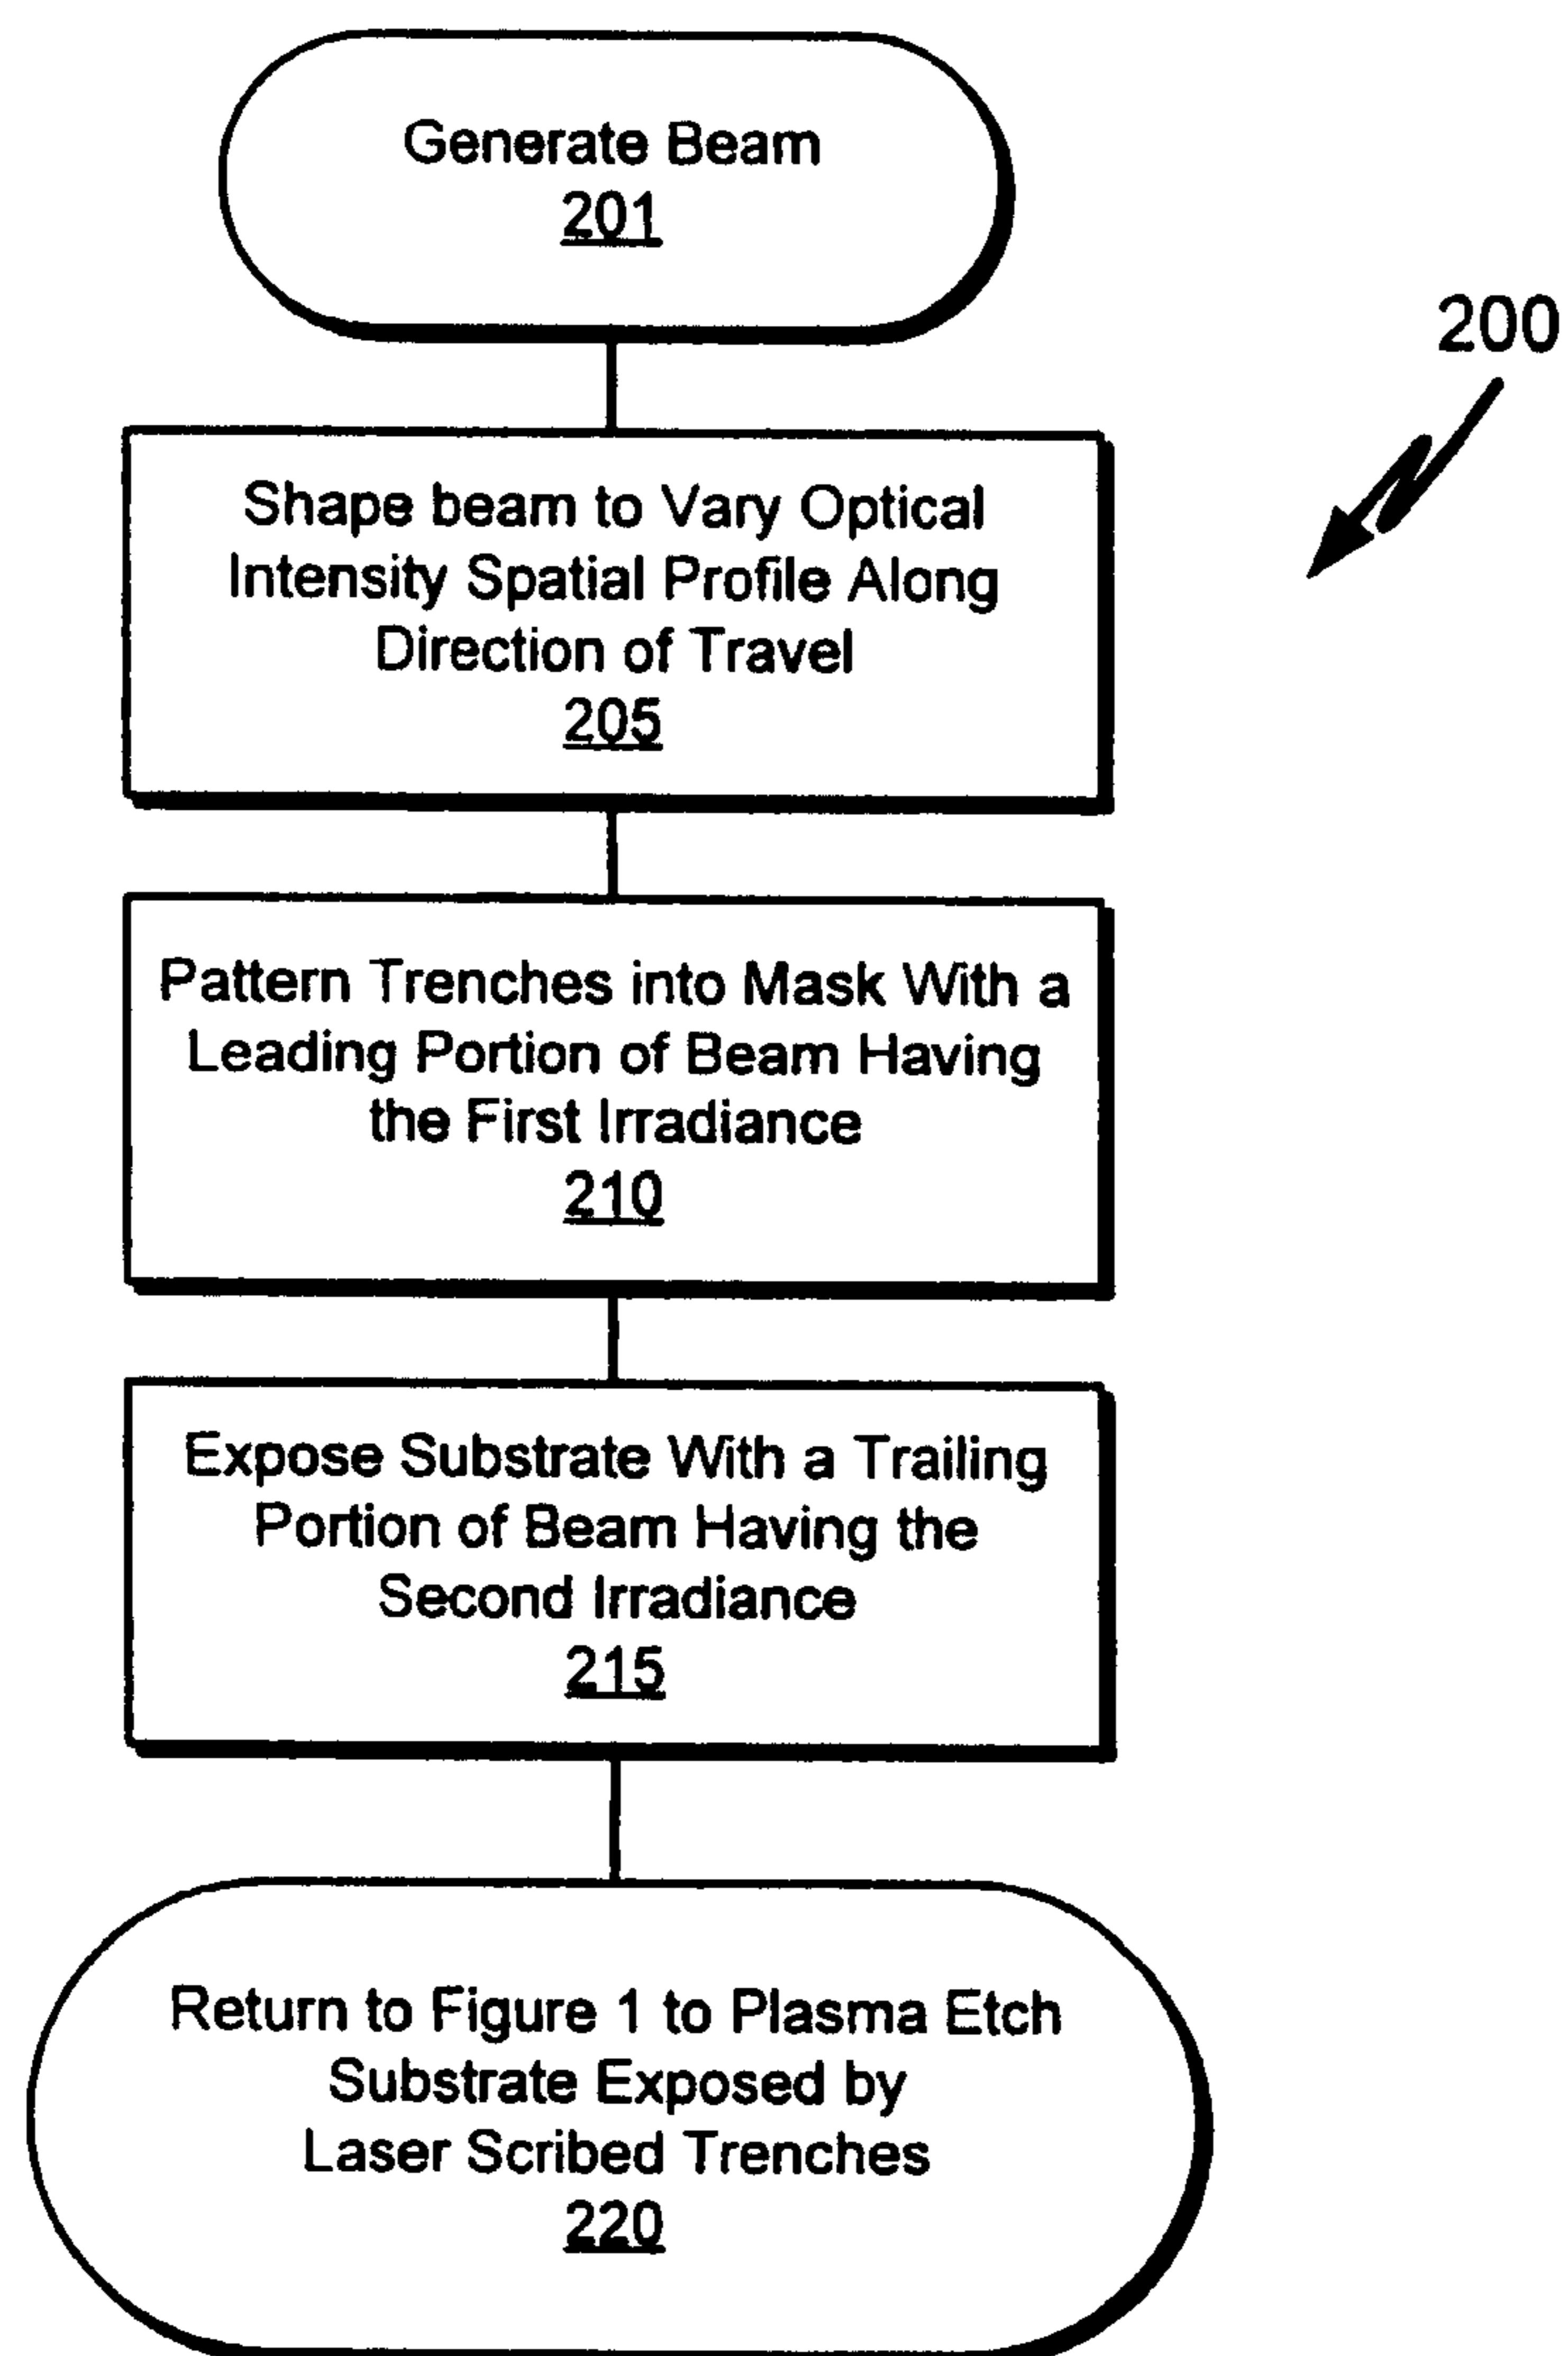 Generate Beam
201
200
Shape beam to Vary Optical
Intensity Spatial Profile Along
Direction of Travel
205
Pattern Trenches into Mask With a
Leading Portion of Beam Having
the First Irradiance
210
Expose Substrate With a Trailing
Portion of Beam Having the
Second Irradiance
215
Return to Figure 1 to Plasma Etch
Substrate Exposed by
Laser Scribed Trenches
220